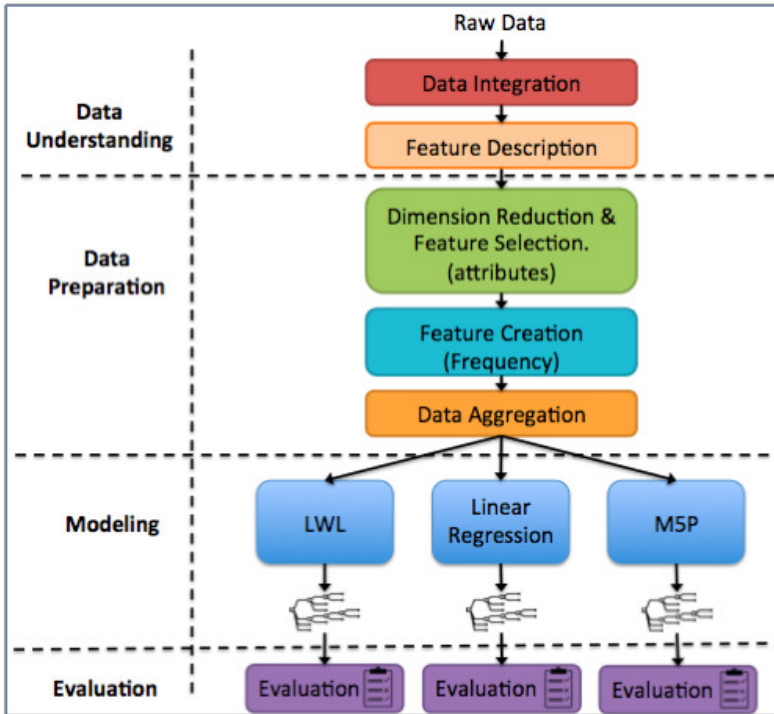 Raw Data
Data Integration
Data
Understanding
Feature Description
Dimension Reduction &
Feature Selection.
(attributes)
Data
Preparation
Feature Creation
(Frequency)
Data Aggregation
Modeling
LWL
Linear
Regression
M5P
Evaluation
Evaluation
Evaluation
Evaluation